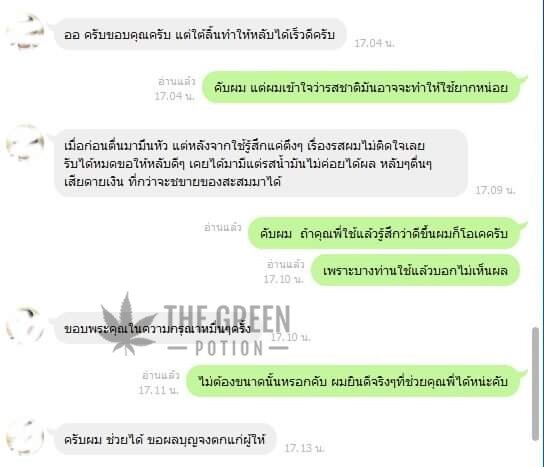 ออ ครับขอบคุณครับ แต่ใต้ลิ้นทำให้หลับได้เร็วดีครับ
17.04 น.
อ่านแล้ว
17.04 น.
คับผม แต่ผมเข้าใจว่ารสชาติมันอาจจะทำให้ใช้ยากหน่อย
เมื่อก่อนตื่นมามึนหัว แต่หลังจากใช้รู้สึกแค่ตึงๆ เรื่องรสผมไม่ติดใจเลย
รับได้หมดขอให้หลับดีๆ เคยได้มามีแต่รสน้ำมันไม่ค่อยได้ผล หลับๆตื่นๆ
เสียดายเงิน ที่กว่าจะชขายของสะสมมาได้
17.09 น.
อ่านแล้ว
คับผม ถ้าคุณพี่ใช้แล้วรู้สึกว่าดีขึ้นผมก็โอเคครับ
อ่านแล้ว
17.10 น.
เพราะบางท่านใช้แล้วบอกไม่เห็นผล
THE GREEN
POTION
ขอบพระคุณในความกรุณาหมื่นๆครั้ง
17.10 น.
อ่านแล้ว
17.11 น.
ไม่ต้องขนาดนั้นหรอกคับ ผมยินดีจริงๆที่ช่วยคุณพี่ได้หน่ะคับ
ครับผม ช่วยได้ ขอผลบุญจงตกแก่ผู้ให้
17.13 น.